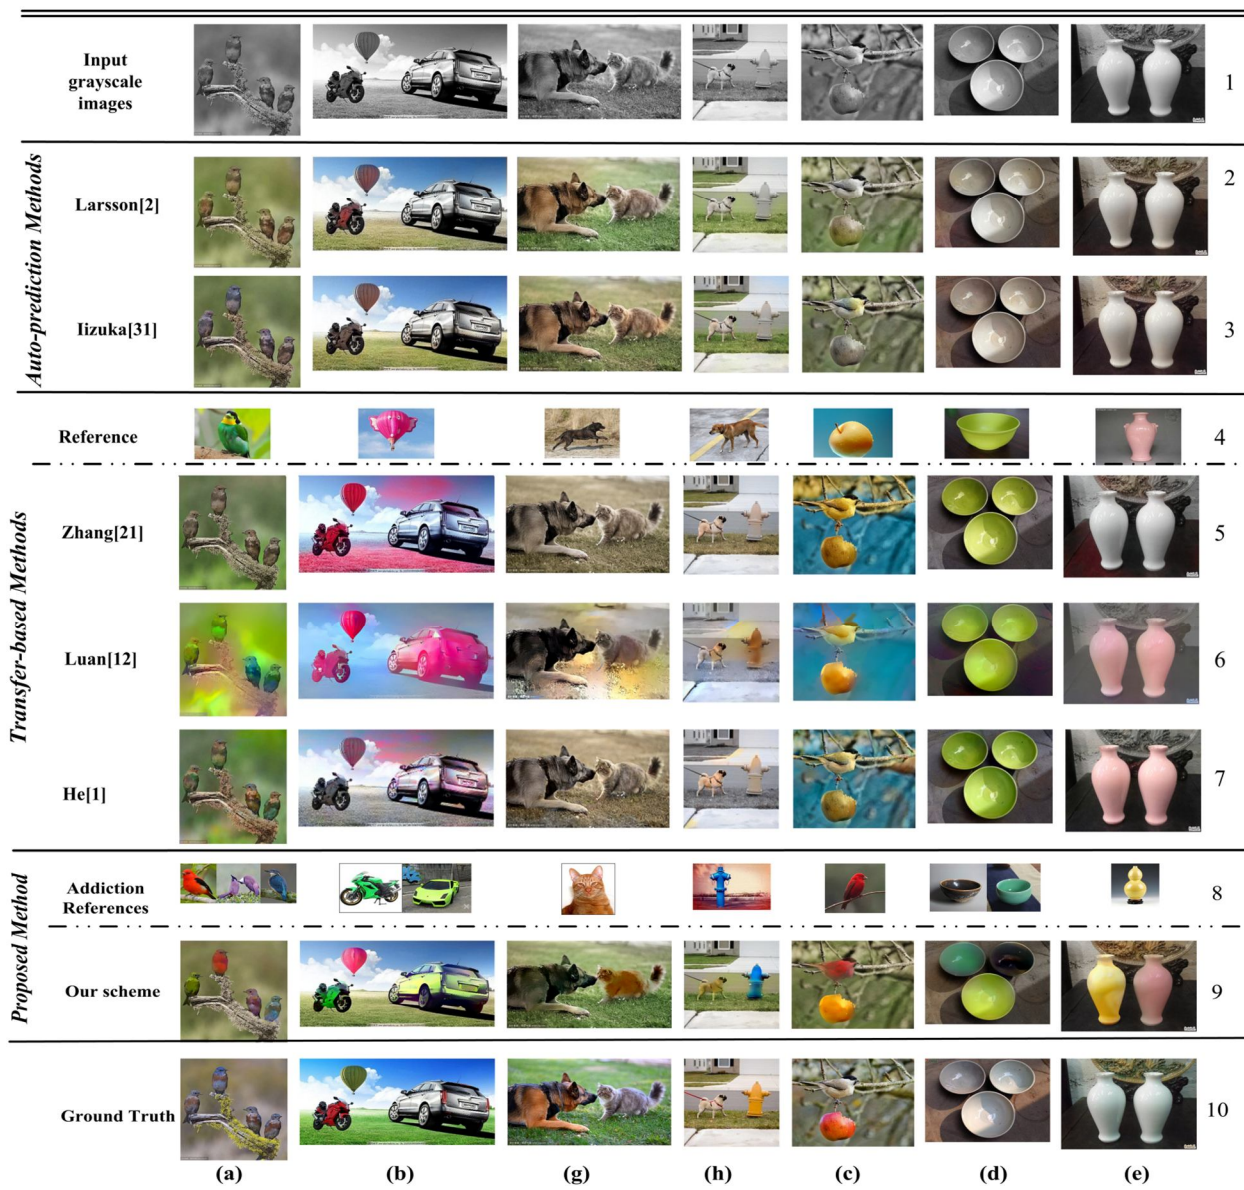 Input
grayscale
images
1
Auto-prediction Methods
Larsson[2]
2
Iizuka[31]
3
Reference
4
Transfer-based Methods
Zhang[21]
5
Luan[12]
6
He[1]
7
Proposed Method
Addiction
References
8
Our scheme
9
Ground Truth
10
(a)
(b)
(g)
(h)
(c)
(d)
(e)